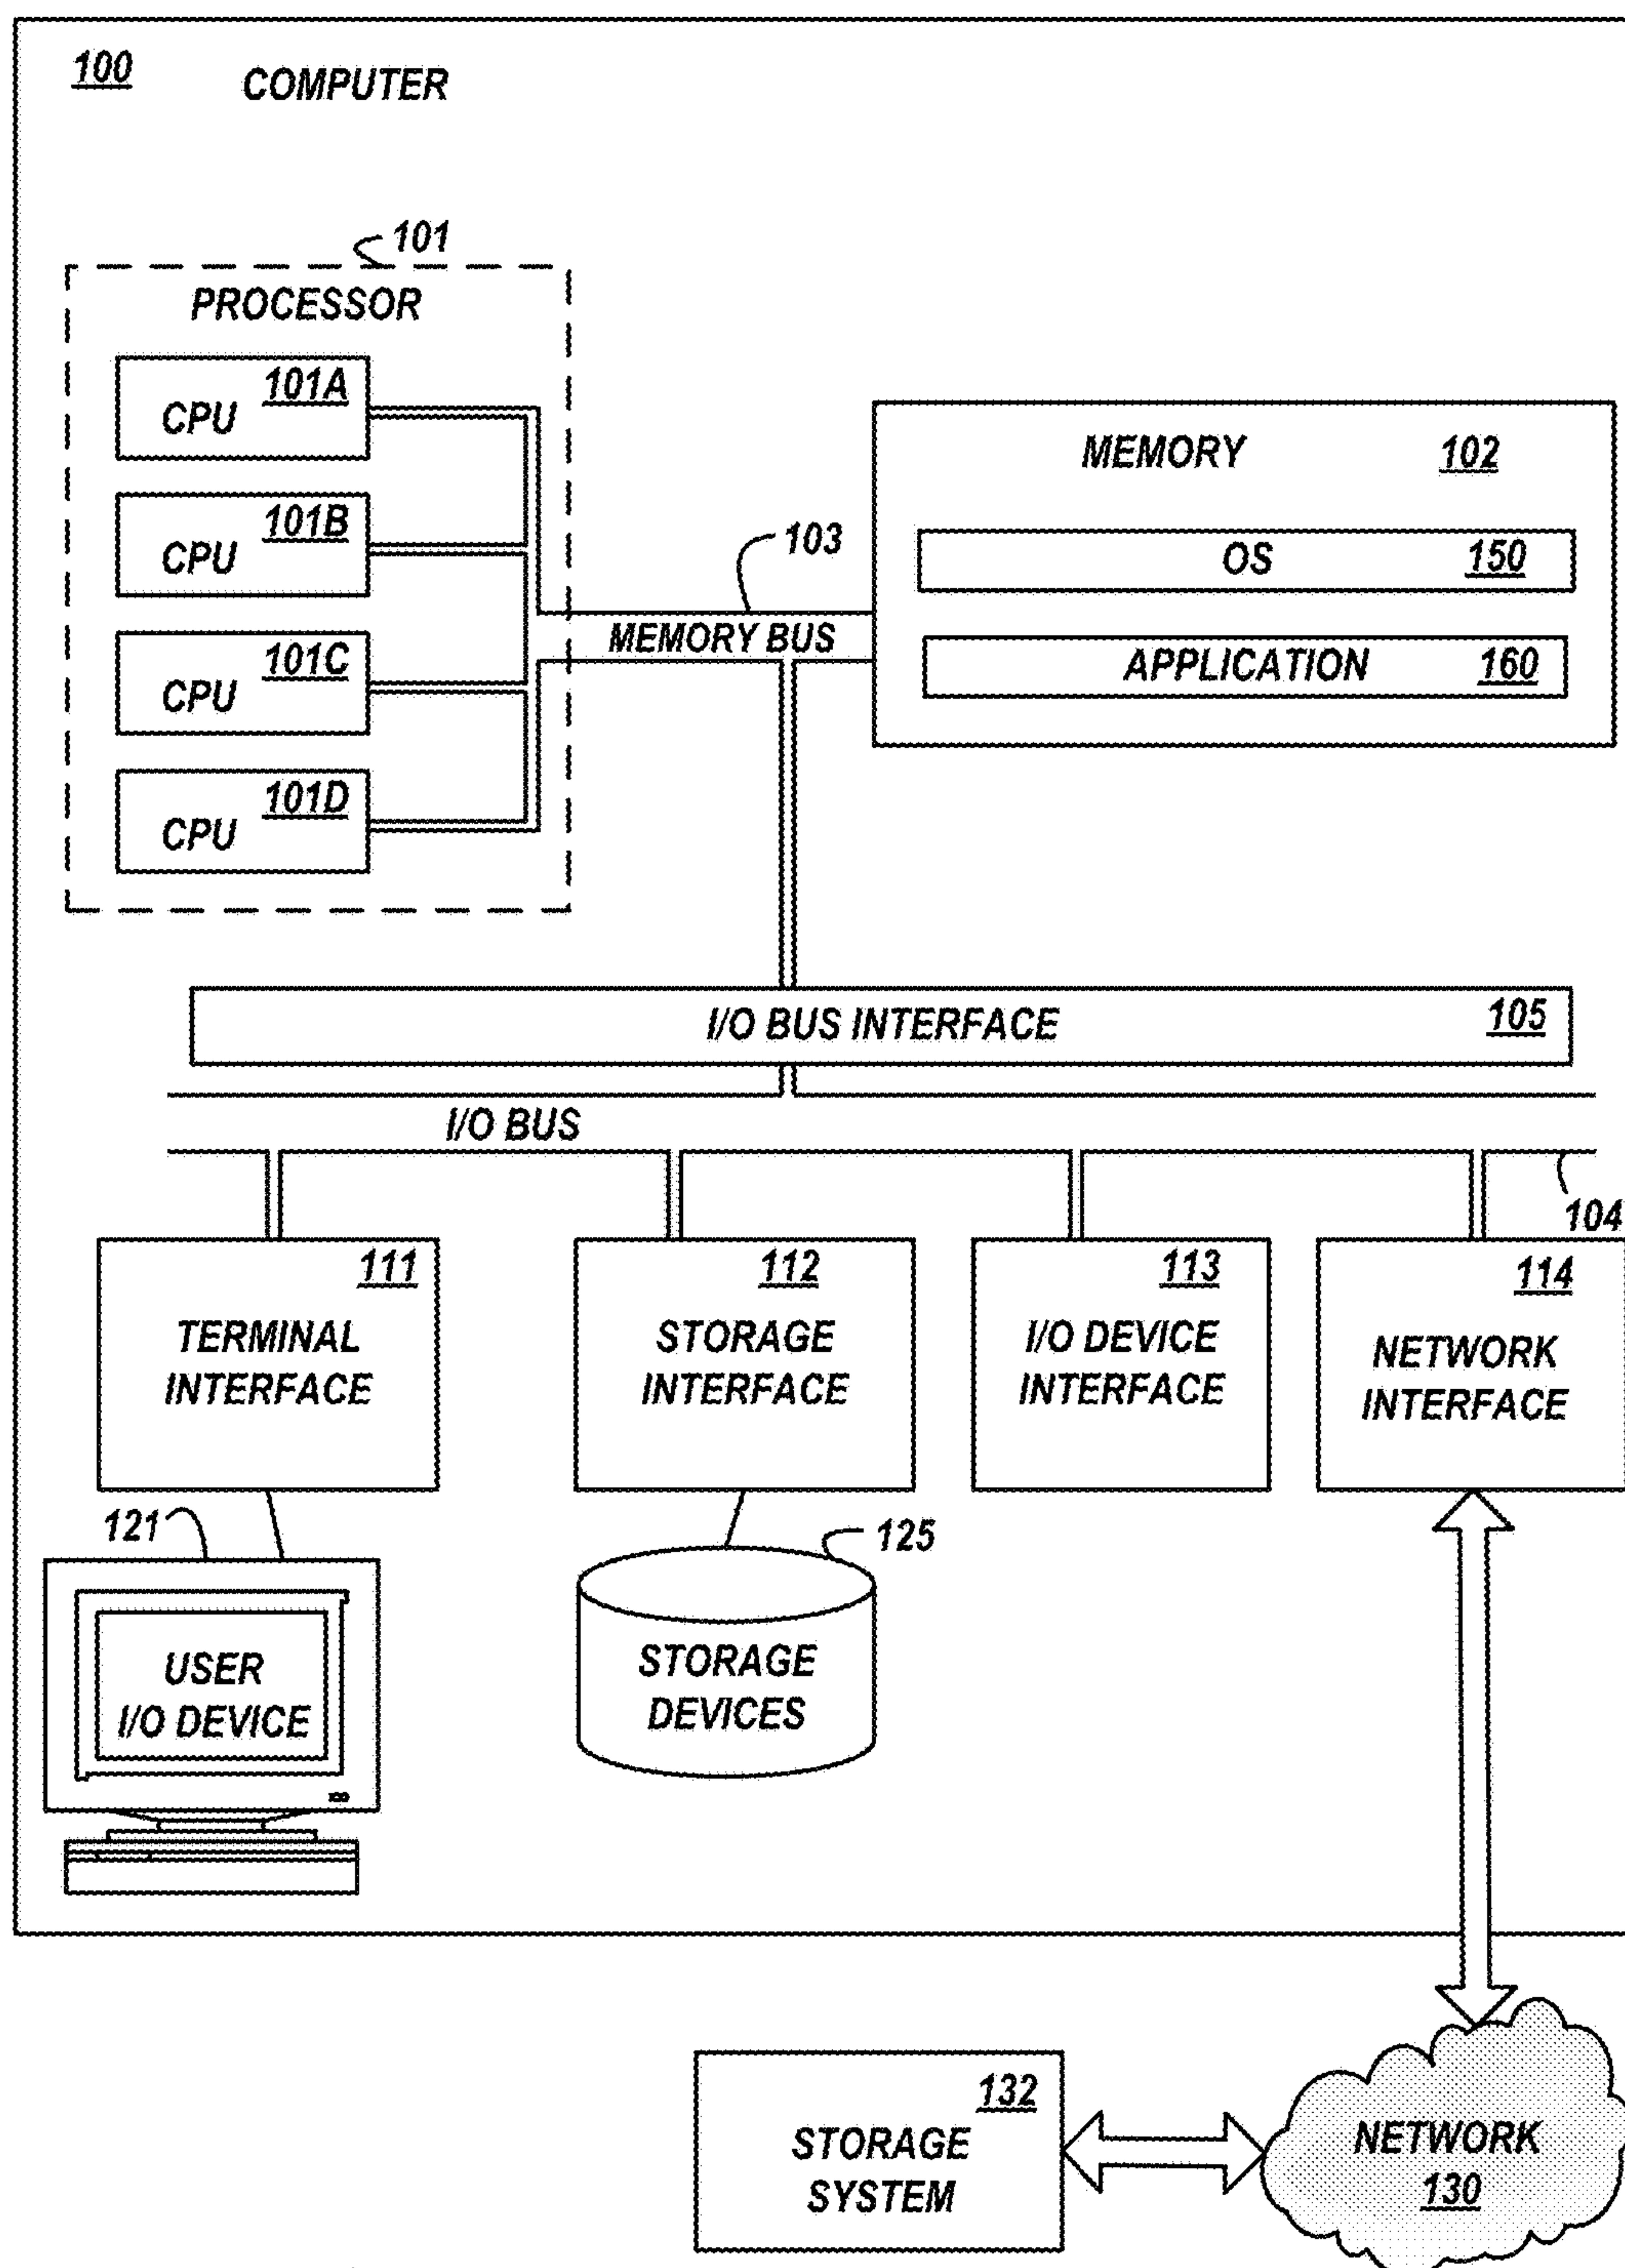 100 COMPUTER
101
PROCESSOR
101A
CPU
101B
CPU
101C
CPU
101D
CPU
103
MEMORY BUS
MEMORY 102
OS 150
APPLICATION 160
I/O BUS INTERFACE 105
I/O BUS
104
111
TERMINAL
INTERFACE
112
STORAGE
INTERFACE
113
I/O DEVICE
INTERFACE
114
NETWORK
INTERFACE
121
USER
I/O DEVICE
125
STORAGE
DEVICES
132
STORAGE
SYSTEM
NETWORK
130